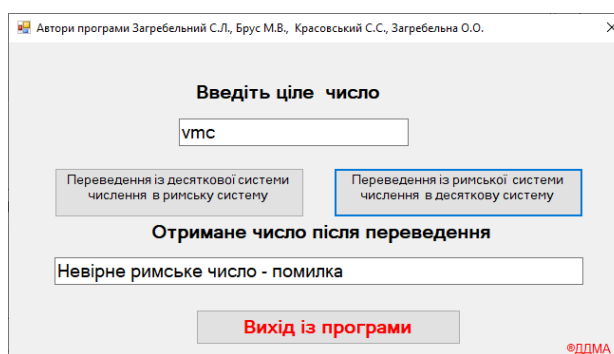 Автори програми Загребельний С.Л., Брус М.В., Красовський С.С., Загребельна О.О.
Введіть ціле число
vmc
Переведення із десяткової системи
числення в римську систему
Переведення із римської системи
числення в десяткову систему
Отримане число після переведення
Невірне римське число - помилка
Вихід із програми
®ДДМА